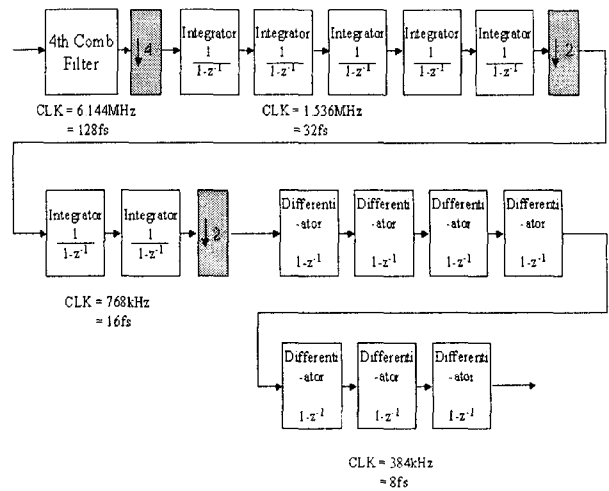 4th Comb
Filter
↓ 4
Integrator
1
1-z⁻¹
Integrator
1
1-z⁻¹
Integrator
1
1-z⁻¹
Integrator
1
1-z⁻¹
Integrator
1
1-z⁻¹
↓ 2
CLK = 6.144MHz
= 128fs
CLK = 1.536MHz
= 32fs
Integrator
1
1-z⁻¹
Integrator
1
1-z⁻¹
↓ 2
Differenti
-ator
1-z⁻¹
Differenti
-ator
1-z⁻¹
Differenti
-ator
1-z⁻¹
Differenti
-ator
1-z⁻¹
CLK = 768kHz
= 16fs
Differenti
-ator
1-z⁻¹
Differenti
-ator
1-z⁻¹
Differenti
-ator
1-z⁻¹
CLK = 384kHz
= 8fs